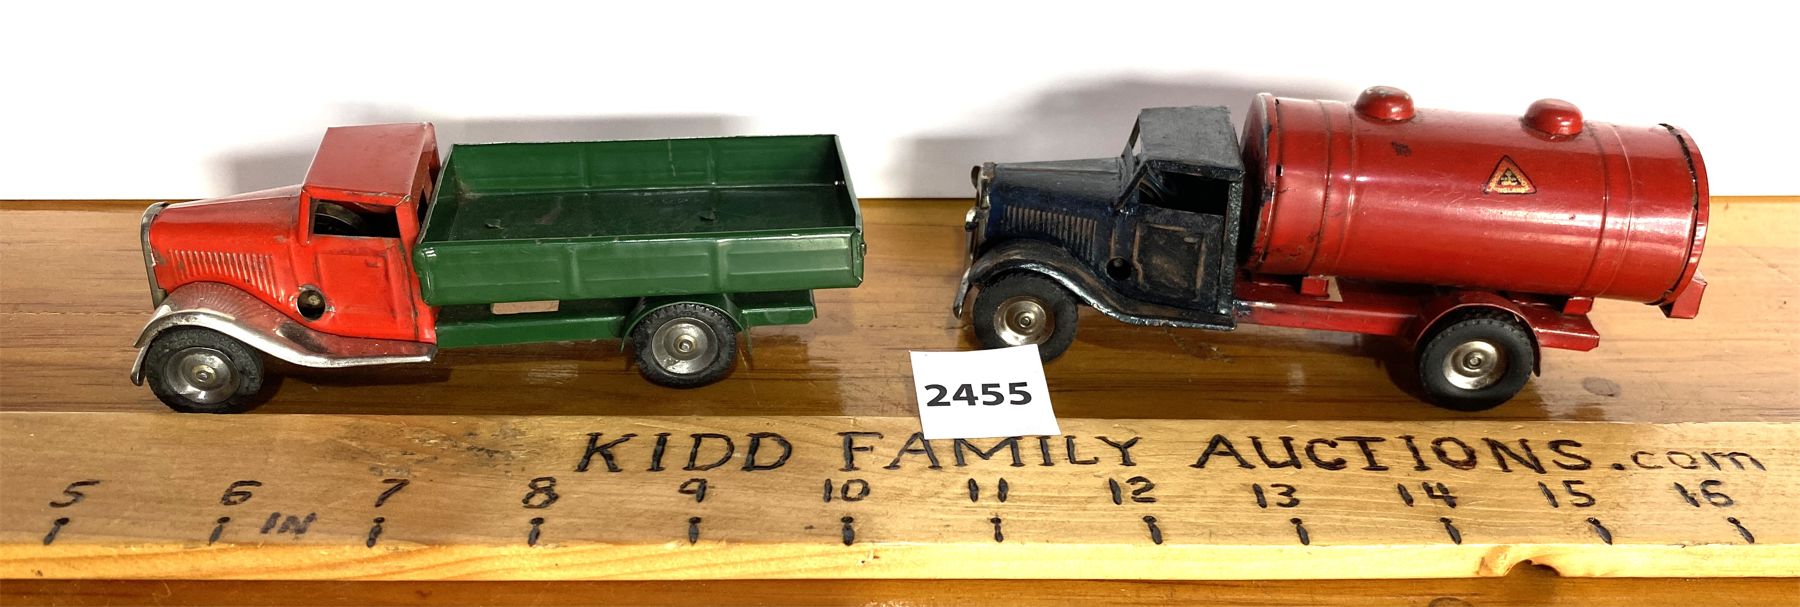 2455
KIDD FAMILY AUCTIONS.com
5 6 7 8 9 10 11 12 13 14 15 16
IN